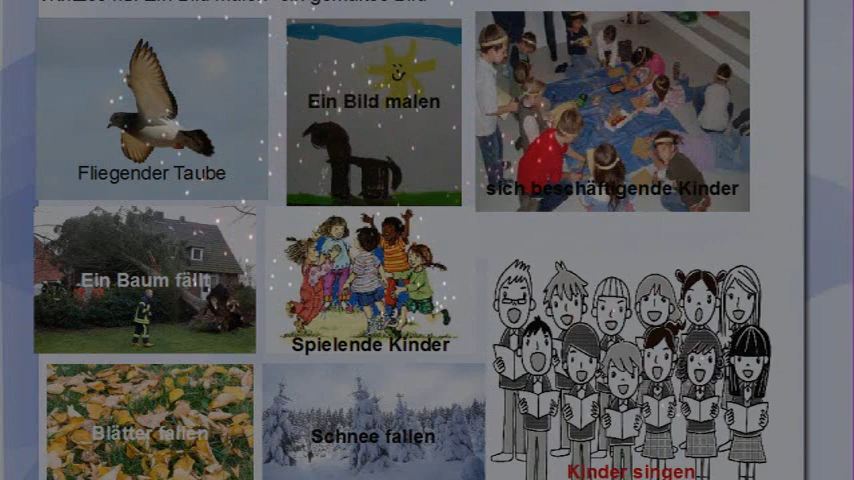 Ein Bild malen
Fliegender Taube
sich beschäftigende Kinder
Ein Baum fällt
Spielende Kinder
Blätter fallen
Schnee fallen
Kinder singen